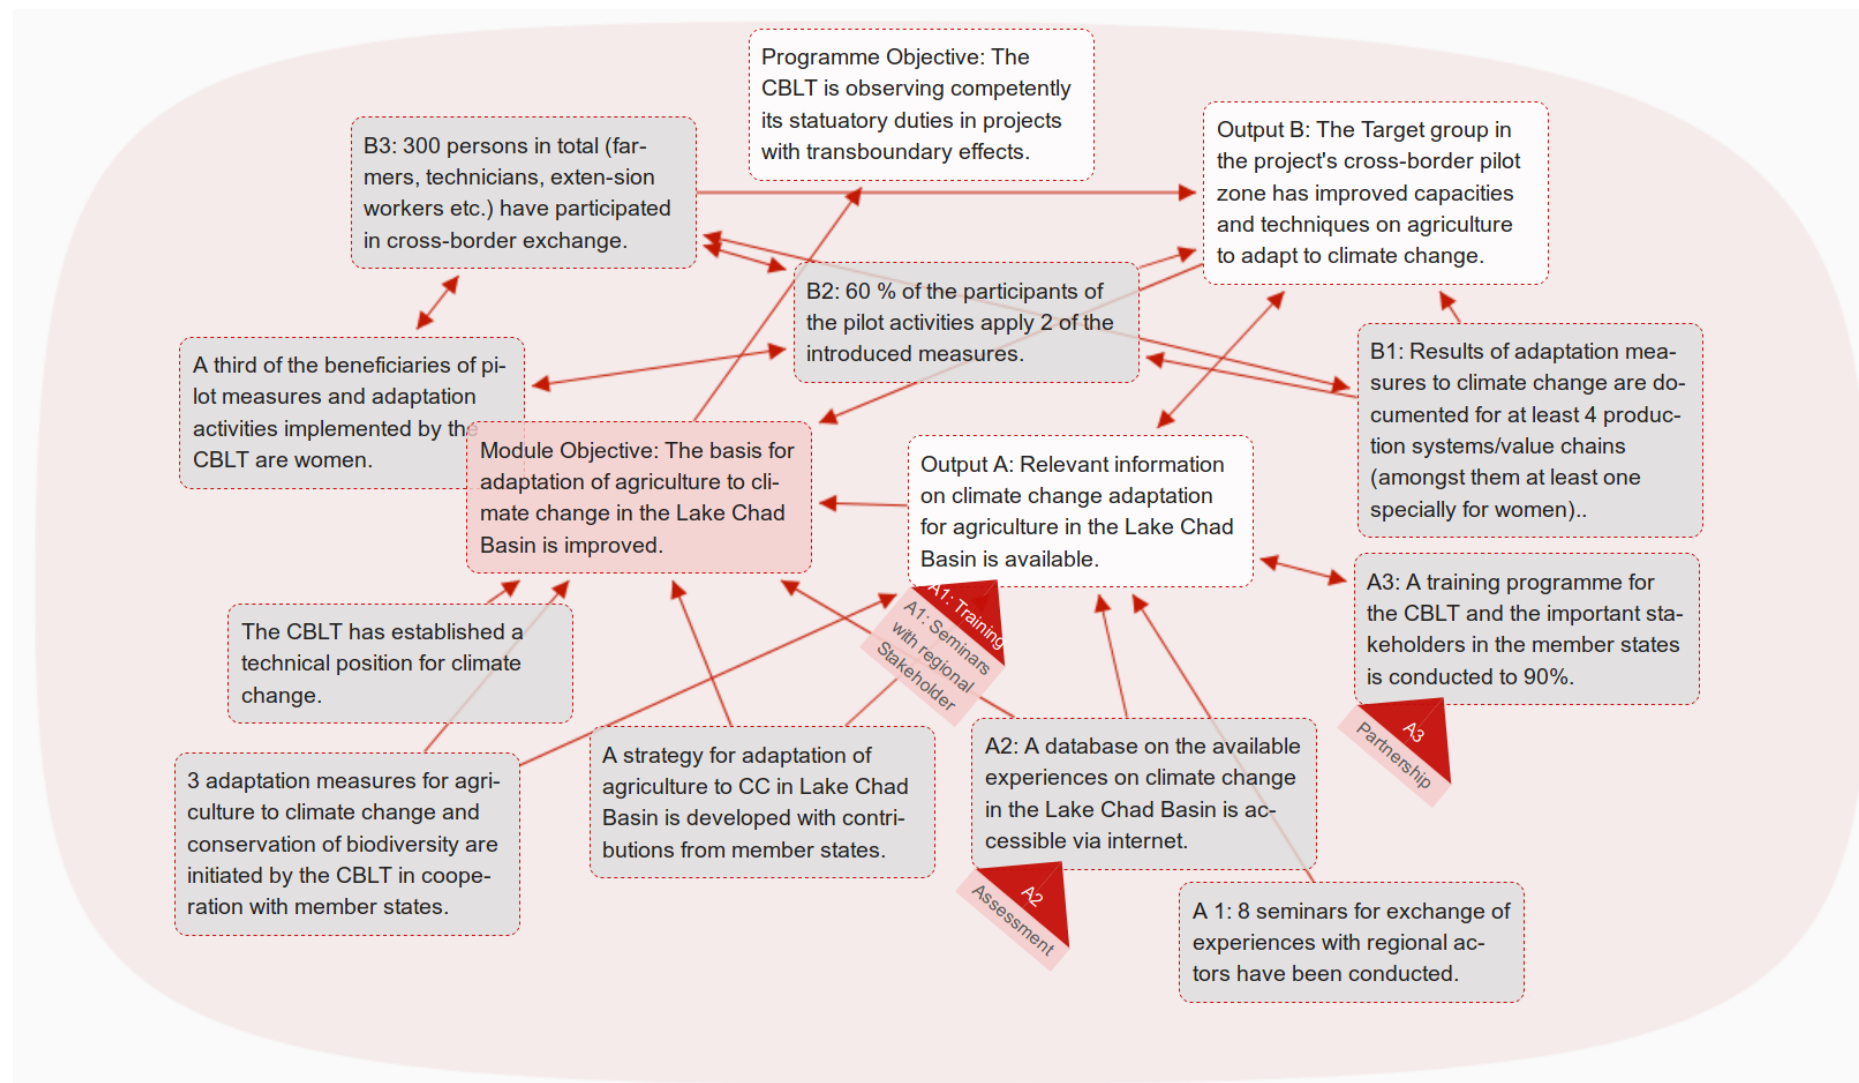 Programme Objective: The
CBLT is observing competently
its statuatory duties in projects
with transboundary effects.
B3: 300 persons in total (far-
mers, technicians, exten-sion
workers etc.) have participated
in cross-border exchange.
Output B: The Target group in
the project's cross-border pilot
zone has improved capacities
and techniques on agriculture
to adapt to climate change.
B2: 60 % of the participants of
the pilot activities apply 2 of the
introduced measures.
A third of the beneficiaries of pi-
lot measures and adaptation
activities implemented by the
CBLT are women.
B1: Results of adaptation mea-
sures to climate change are do-
cumented for at least 4 produc-
tion systems/value chains
(amongst them at least one
specially for women)..
Module Objective: The basis for
adaptation of agriculture to cli-
mate change in the Lake Chad
Basin is improved.
Output A: Relevant information
on climate change adaptation
for agriculture in the Lake Chad
Basin is available.
A1: Training
A1: Seminars
with regional
Stakeholder
A3: A training programme for
the CBLT and the important sta-
keholders in the member states
is conducted to 90%.
A3
Partnership
The CBLT has established a
technical position for climate
change.
3 adaptation measures for agri-
culture to climate change and
conservation of biodiversity are
initiated by the CBLT in coope-
ration with member states.
A strategy for adaptation of
agriculture to CC in Lake Chad
Basin is developed with contri-
butions from member states.
A2: A database on the available
experiences on climate change
in the Lake Chad Basin is ac-
cessible via internet.
A2
Assessment
A 1: 8 seminars for exchange of
experiences with regional ac-
tors have been conducted.